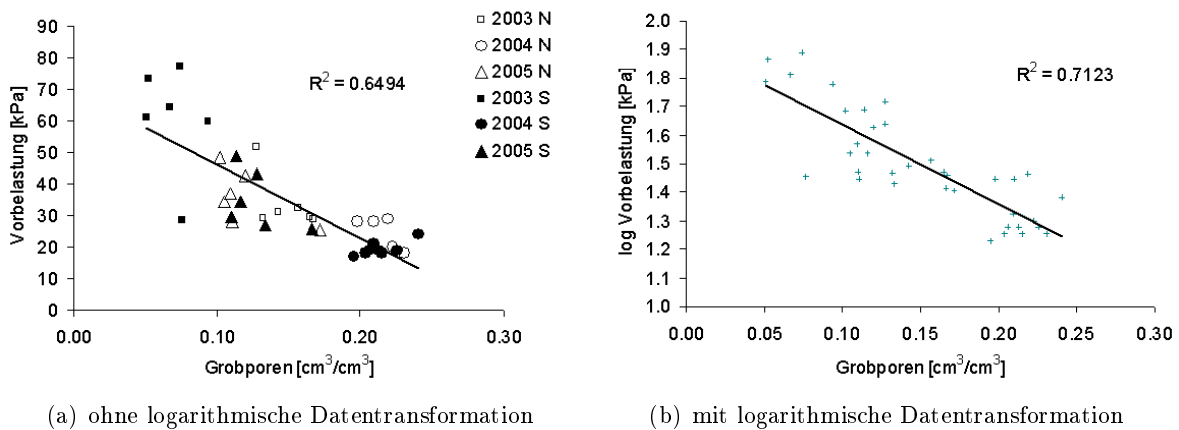 90
80
70
60
50
40
30
20
10
0
0.00 0.10 0.20 0.30
Vorbelastung [kPa]
Grobporen [cm³/cm³]
R² = 0.6494
2003 N
2004 N
2005 N
2003 S
2004 S
2005 S
(a) ohne logarithmische Datentransformation
2.0
1.9
1.8
1.7
1.6
1.5
1.4
1.3
1.2
1.1
1.0
0.00 0.05 0.10 0.15 0.20 0.25 0.30
log Vorbelastung [kPa]
Grobporen [cm³/cm³]
R² = 0.7123
(b) mit logarithmische Datentransformation